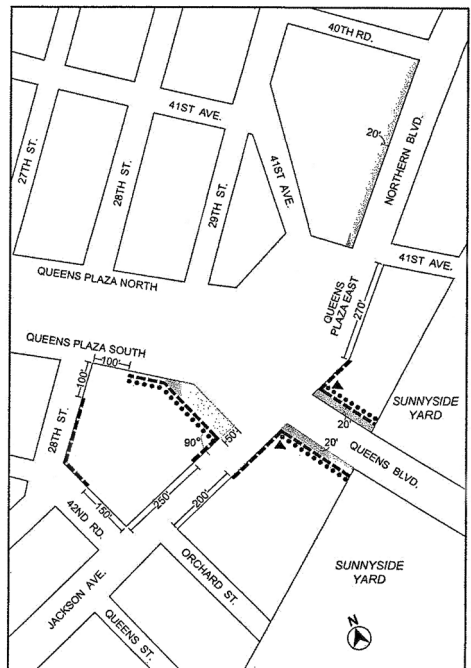 40TH RD.
41ST AVE.
20'
NORTHERN BLVD.
27TH ST.
28TH ST.
29TH ST.
41ST AVE.
41ST AVE.
QUEENS PLAZA NORTH
QUEENS
PLAZA EAST
270'
QUEENS PLAZA SOUTH
100'
100'
28TH ST.
90°
50'
20'
20'
SUNNYSIDE
YARD
QUEENS BLVD.
150'
250'
200'
42ND RD.
JACKSON AVE.
ORCHARD ST.
QUEENS ST.
SUNNYSIDE
YARD
N